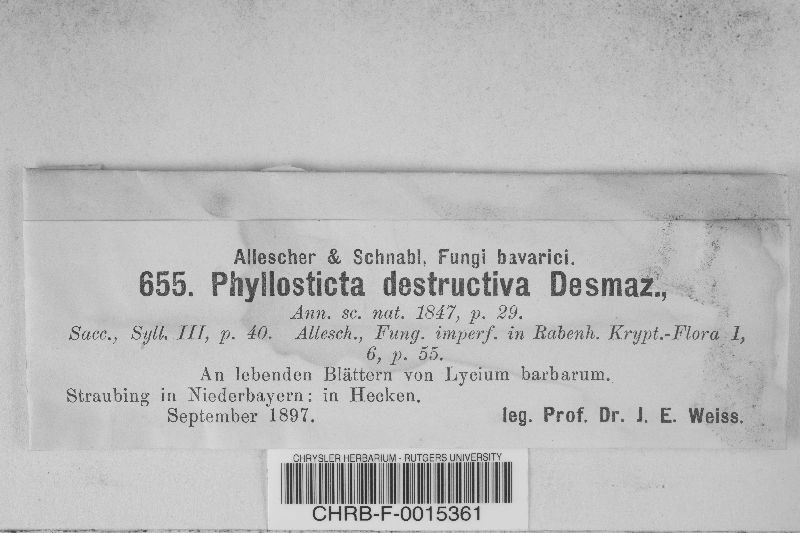 Allescher & Schnabl, Fungi bavarici.
655. Phyllosticta destructiva Desmaz.,
Ann. sc. nat. 1847, p. 29.
Sacc., Syll. III, p. 40. Allesch., Fung. imperf. in Rabenh. Krypt.-Flora 1,
6, p. 55.
An lebenden Blättern von Lycium barbarum.
Straubing in Niederbayern: in Hecken.
September 1897. leg. Prof. Dr. J. E. Weiss.
CHRYSLER HERBARIUM - RUTGERS UNIVERSITY
CHRB-F-0015361